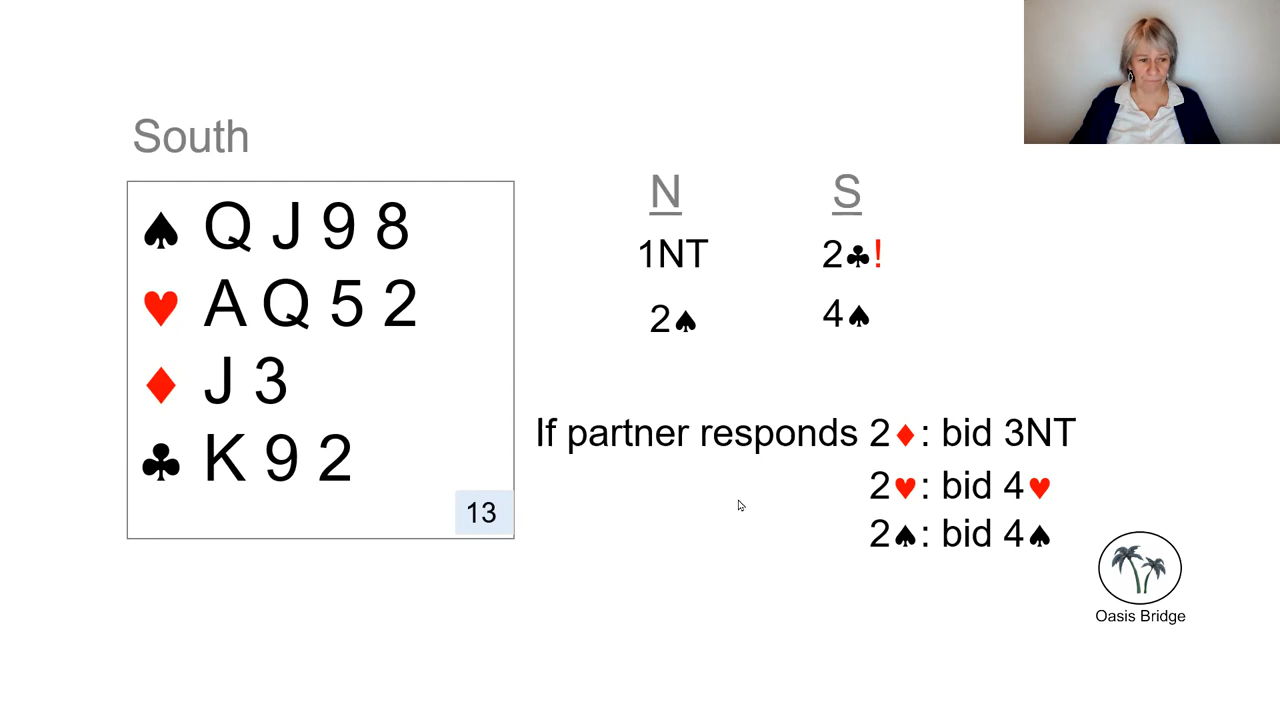 South
♠ Q J 9 8
♥ A Q 5 2
♦ J 3
♣ K 9 2
13
N S
1NT 2♣!
2♠ 4♠
If partner responds 2♦: bid 3NT
2♥: bid 4♥
2♠: bid 4♠
Oasis Bridge